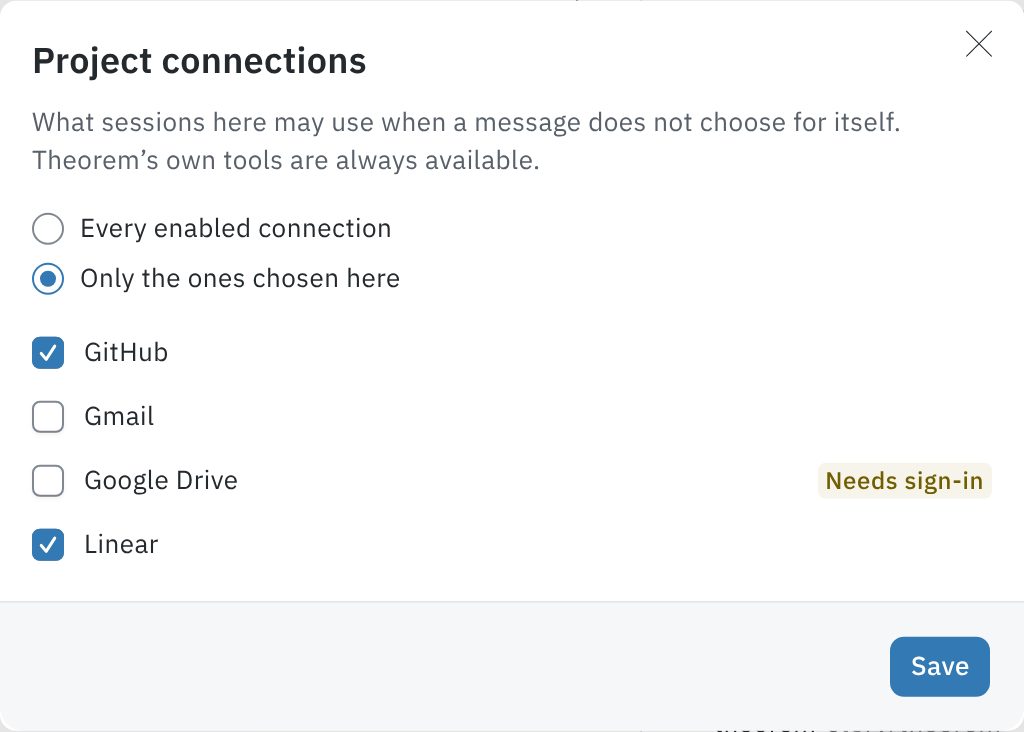 Project connections
What sessions here may use when a message does not choose for itself.
Theorem’s own tools are always available.
Every enabled connection
Only the ones chosen here
GitHub
Gmail
Google Drive
Needs sign-in
Linear
Save